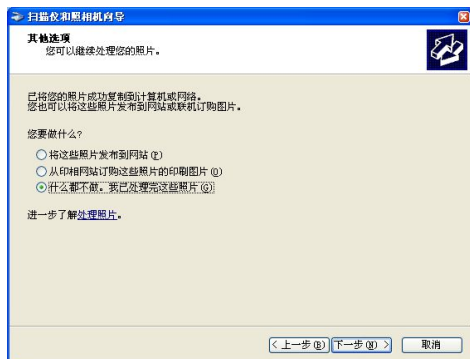 扫描仪和照相机向导
其他选项
您可以继续处理您的照片。
已将您的照片成功复制到计算机或网络。
您也可以将这些照片发布到网站或联机订购图片。
您要做什么?
将这些照片发布到网站(P)
从印相网站订购这些照片的印刷图片(O)
什么都不做。我已处理完这些照片(G)
进一步了解处理照片。
< 上一步(B) 下一步(N) > 取消